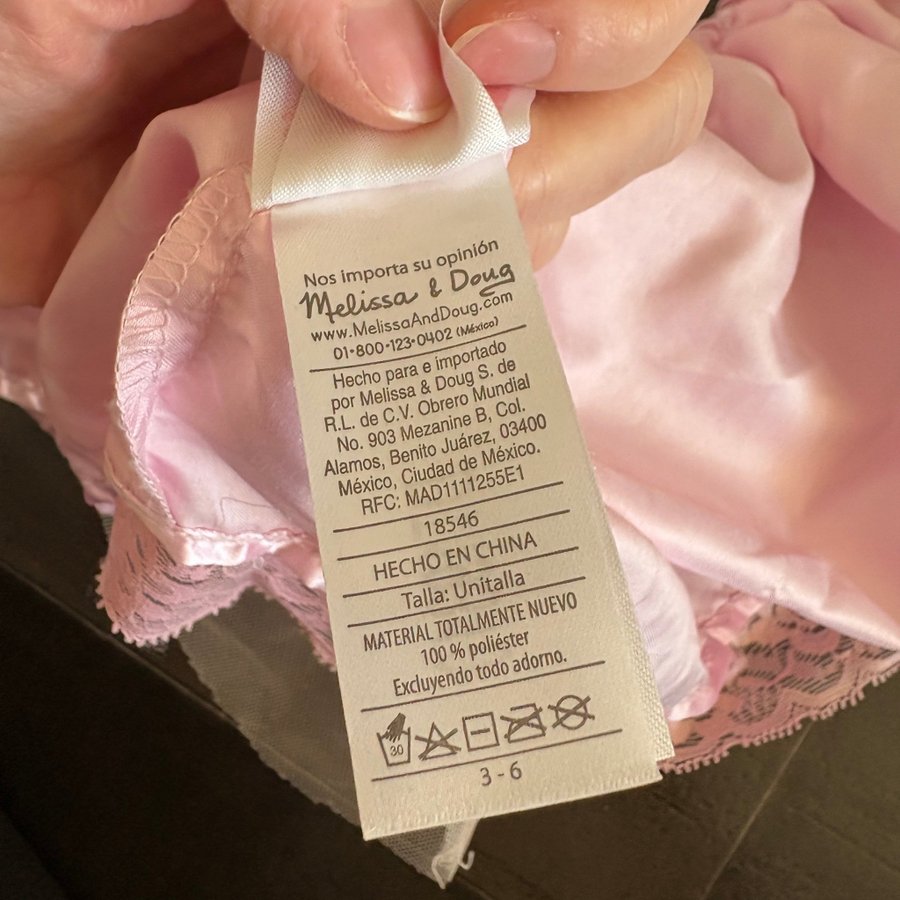 Nos importa su opinión
Melissa & Doug
www.MelissaAndDoug.com
01•800•123•0402 (México)
Hecho para e importado
por Melissa & Doug S. de
R.L. de C.V. Obrero Mundial
No. 903 Mezanine B, Col.
Alamos, Benito Juárez, 03400
México, Ciudad de México.
RFC: MAD1111255E1
18546
HECHO EN CHINA
Talla: Unitalla
MATERIAL TOTALMENTE NUEVO
100 % poliéster
Excluyendo todo adorno.
30
3 - 6